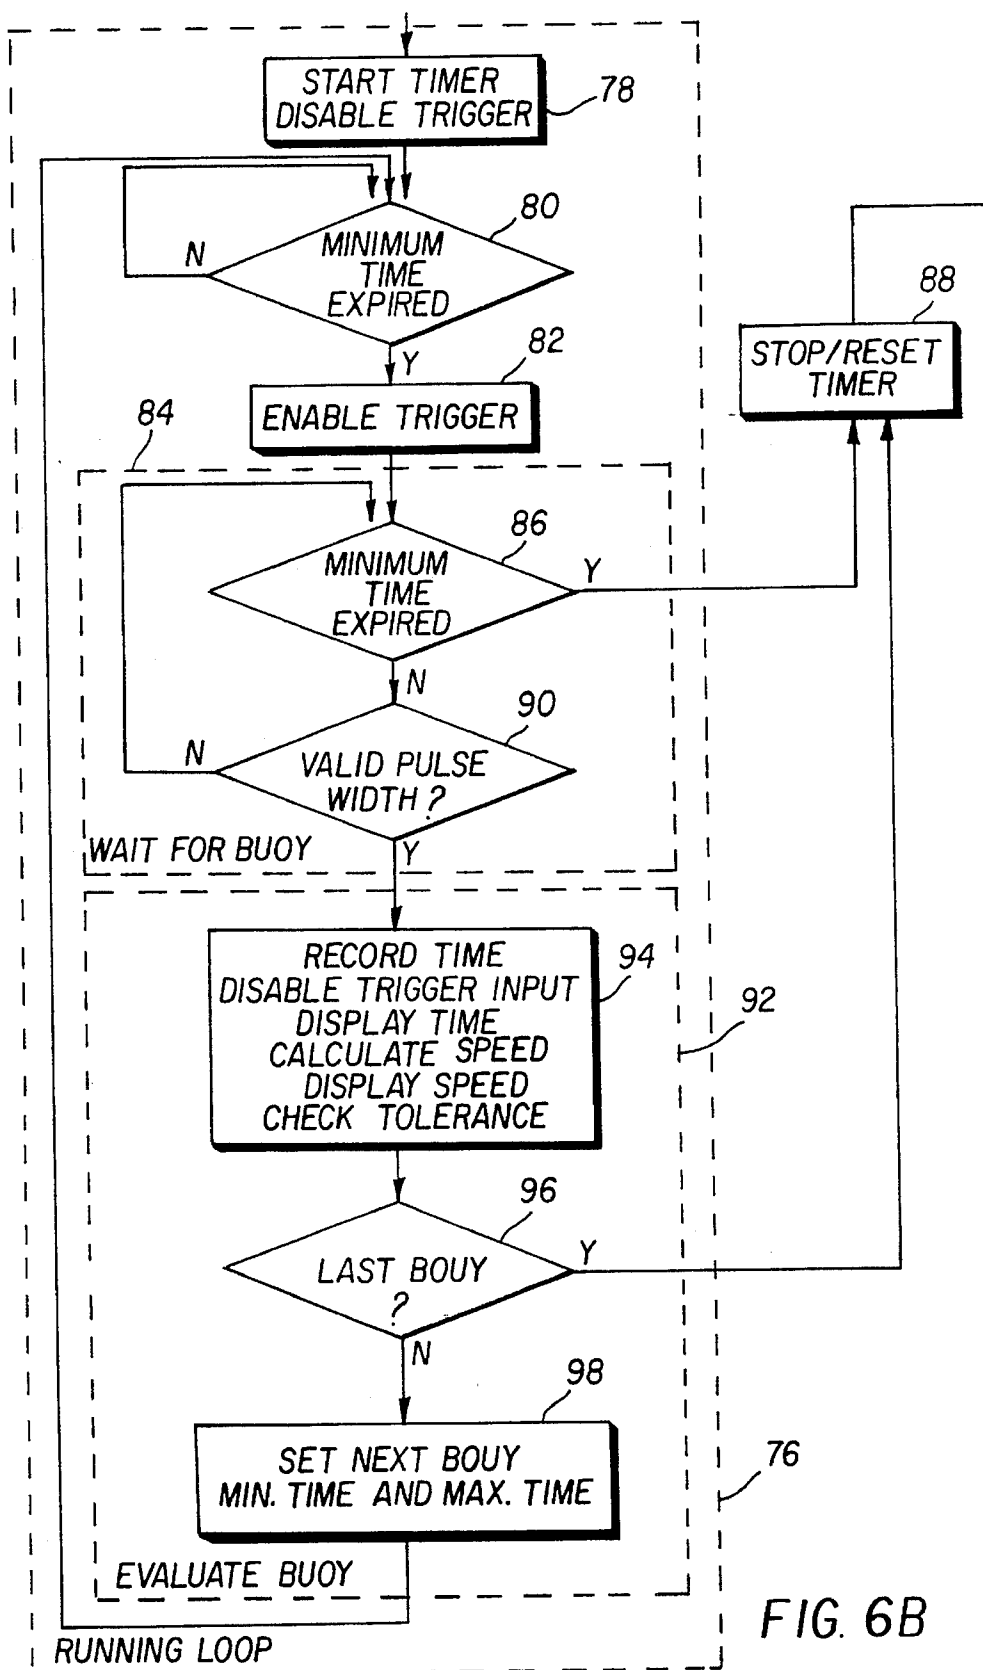 START TIMER
DISABLE TRIGGER
78
80
MINIMUM
TIME
EXPIRED
N
Y
82
ENABLE TRIGGER
88
STOP/RESET
TIMER
84
86
MINIMUM
TIME
EXPIRED
Y
N
90
VALID PULSE
WIDTH ?
N
Y
WAIT FOR BUOY
RECORD TIME
DISABLE TRIGGER INPUT
DISPLAY TIME
CALCULATE SPEED
DISPLAY SPEED
CHECK TOLERANCE
94
92
96
LAST BOUY
?
Y
N
98
SET NEXT BOUY
MIN. TIME AND MAX. TIME
76
EVALUATE BUOY
RUNNING LOOP
FIG. 6B